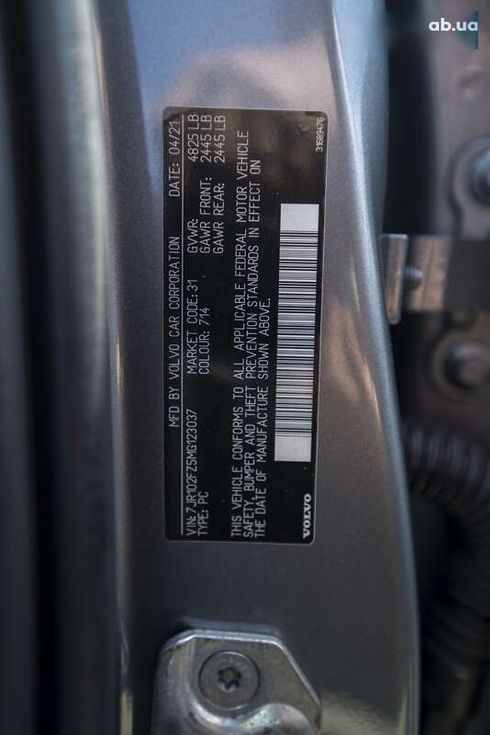 ab.ua
MFD BY VOLVO CAR CORPORATION DATE: 04/21
VIN: 7JR102FZ5MG123037 MARKET CODE: 31 GVWR: 4825 LB
TYPE: PC COLOUR: 714 GAWR FRONT: 2445 LB
GAWR REAR: 2445 LB
THIS VEHICLE CONFORMS TO ALL APPLICABLE FEDERAL MOTOR VEHICLE
SAFETY, BUMPER AND THEFT PREVENTION STANDARDS IN EFFECT ON
THE DATE OF MANUFACTURE SHOWN ABOVE.
VOLVO 31689476